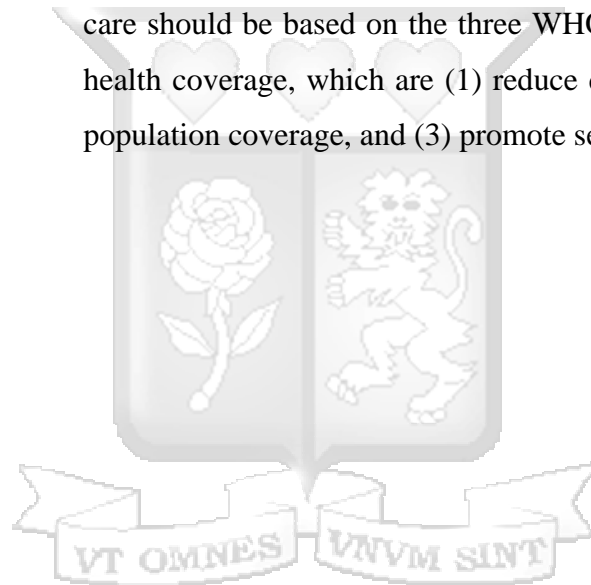 care should be based on the three WHO
health coverage, which are (1) reduce
population coverage, and (3) promote
VT OMNES VNVM SINT